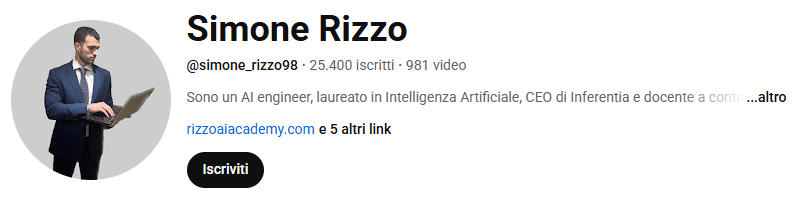 Simone Rizzo
@simone_rizzo98 · 25.400 iscritti · 981 video
Sono un AI engineer, laureato in Intelligenza Artificiale, CEO di Inferentia e docente a contr ...altro
rizzoaiacademy.com e 5 altri link
Iscriviti